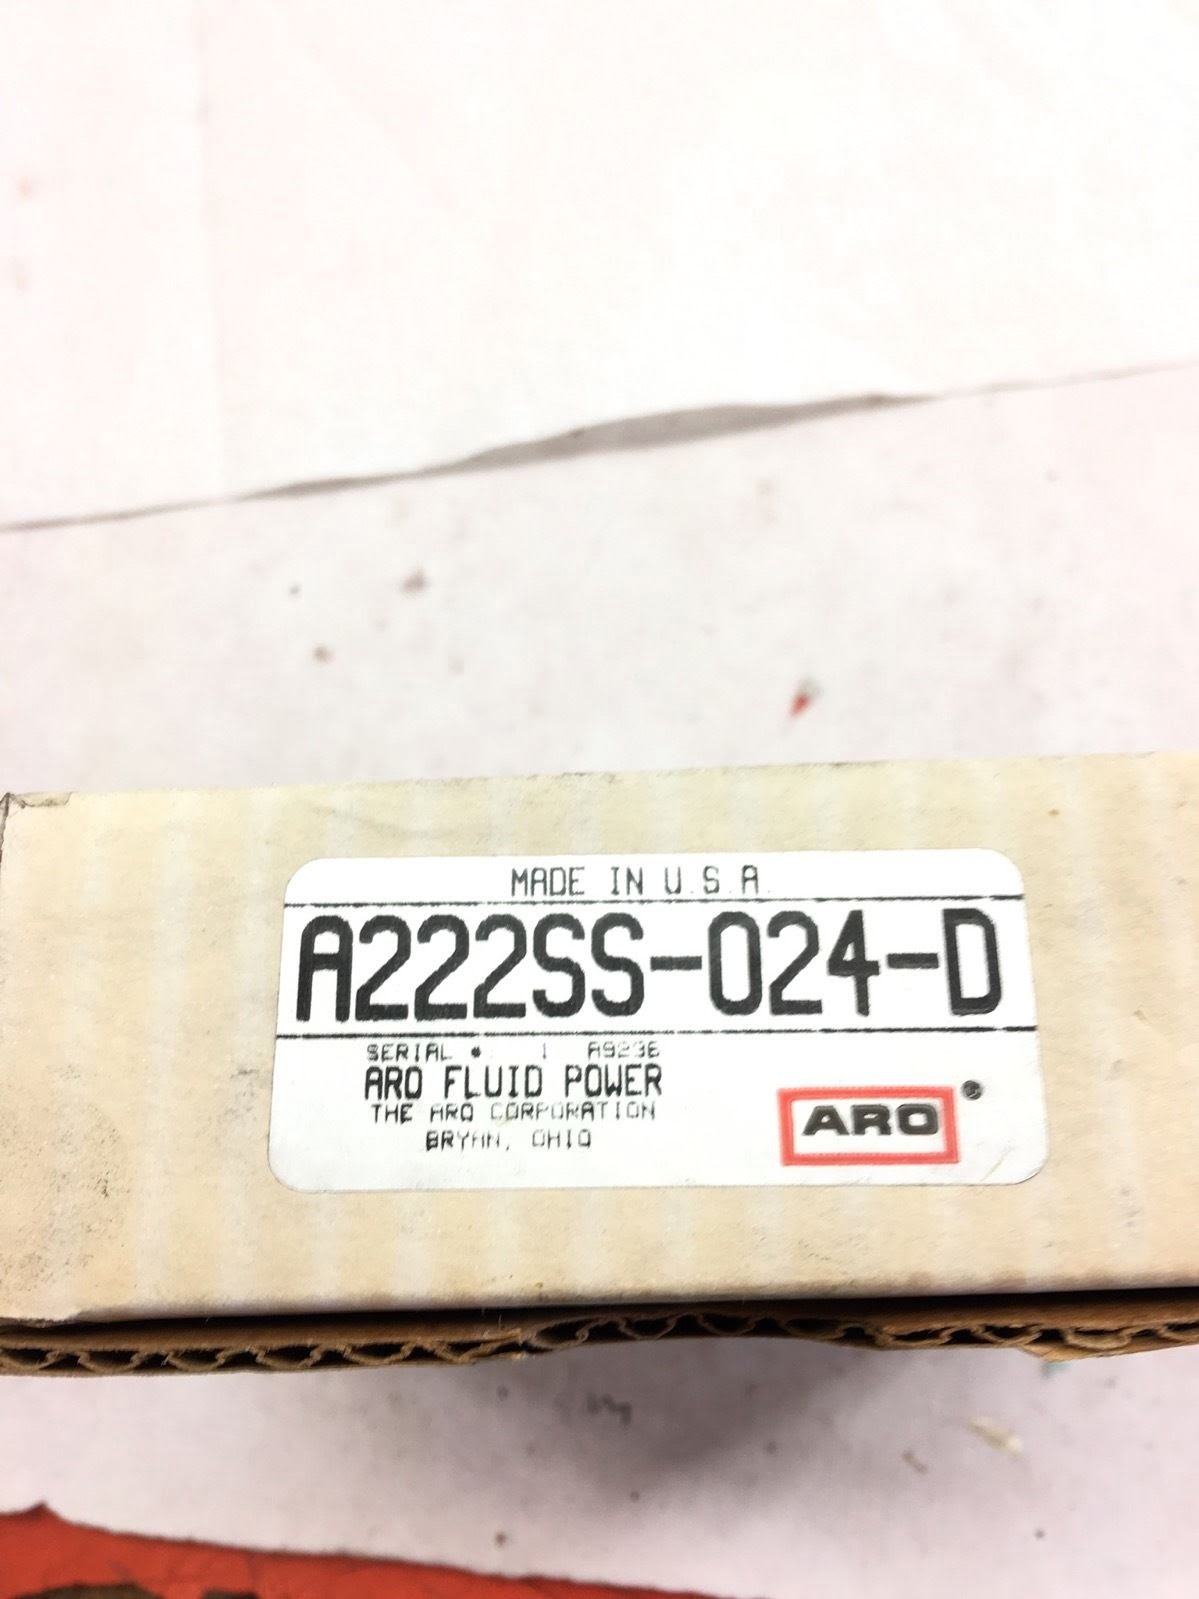 MADE IN U.S.A.
A222SS-024-D
SERIAL #: 1 A9236
ARO FLUID POWER
THE ARO CORPORATION
BRYAN, OHIO
ARO®